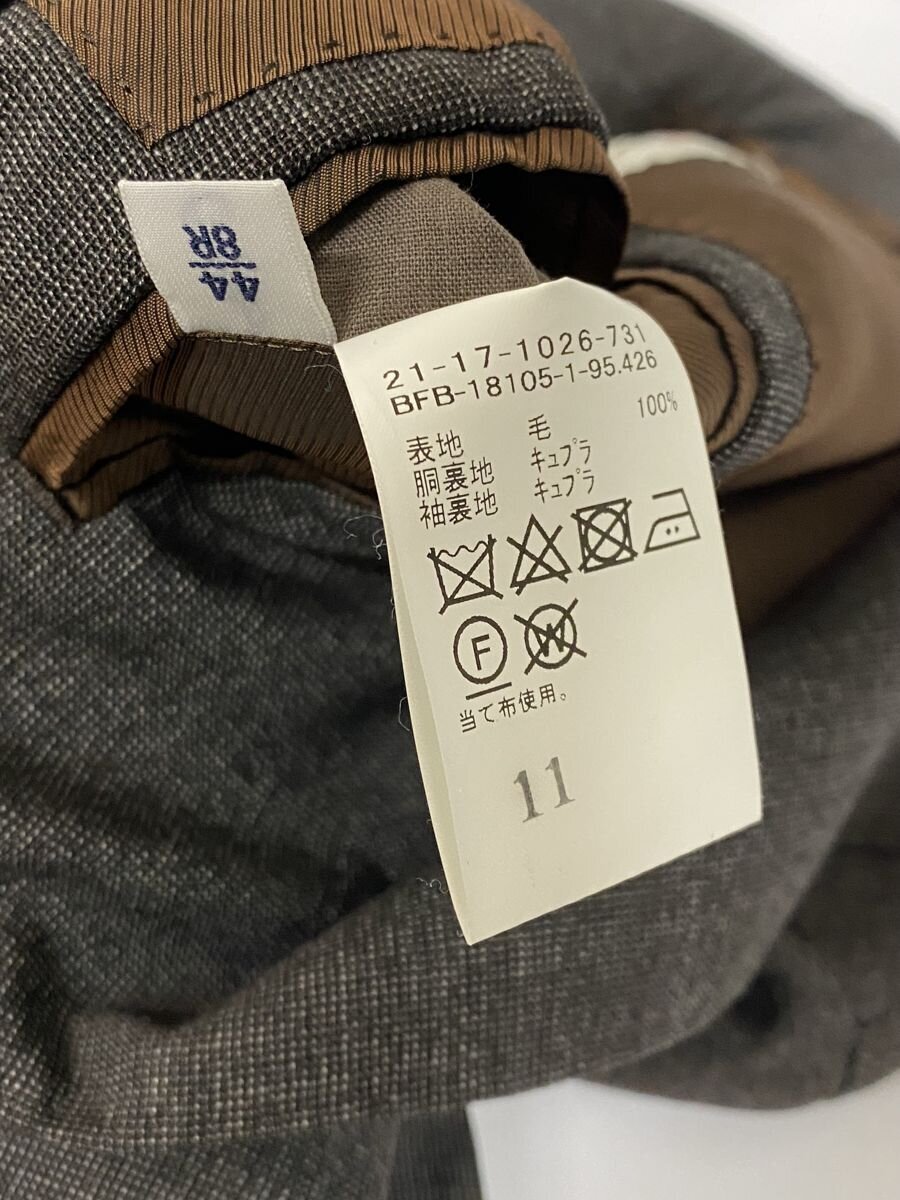 44
8R
21-17-1026-731
BFB-18105-1-95.426
表地 毛 100%
胴裏地 キュプラ
袖裏地 キュプラ
F W
当て布使用。
11